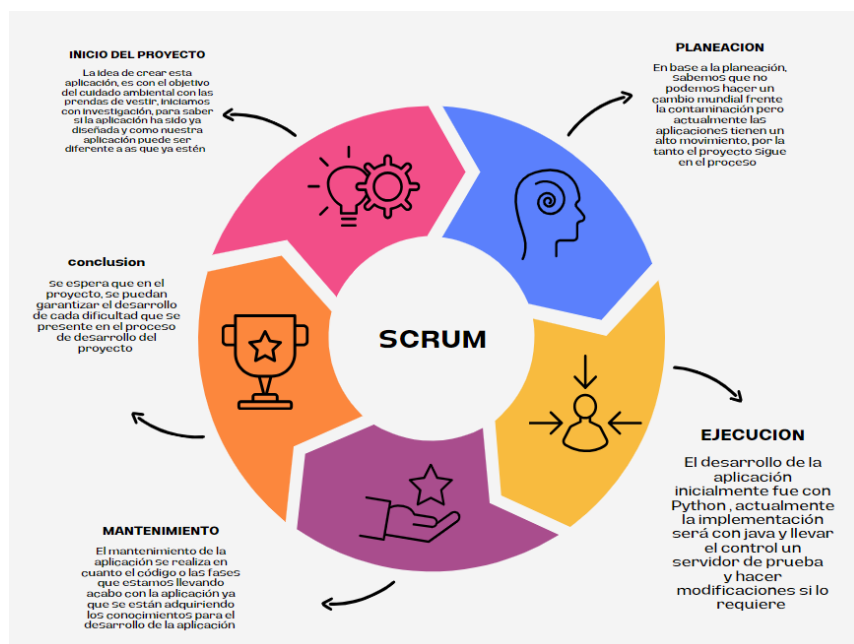 INICIO DEL PROYECTO
La idea de crear esta
aplicación, es con el objetivo
del cuidado ambiental con las
prendas de vestir, iniciamos
con investigación, para saber
si la aplicación ha sido ya
diseñada y como nuestra
aplicación puede ser
diferente a as que ya estén
PLANEACION
En base a la planeación,
sabemos que no
podemos hacer un
cambio mundial frente
la contaminación pero
actualmente las
aplicaciones tienen un
alto movimiento, por la
tanto el proyecto sigue
en el proceso
conclusion
se espera que en el
proyecto, se puedan
garantizar el desarrollo
de cada dificultad que se
presente en el proceso
de desarrollo del
proyecto
SCRUM
EJECUCION
El desarrollo de la
aplicación
inicialmente fue con
Python , actualmente
la implementación
será con java y llevar
el control un
servidor de prueba
y hacer
modificaciones si lo
requiere
MANTENIMIENTO
El mantenimiento de la
aplicación se realiza en
cuanto el código o las fases
que estamos llevando
acabo con la aplicación ya
que se están adquiriendo
los conocimientos para el
desarrollo de la aplicación